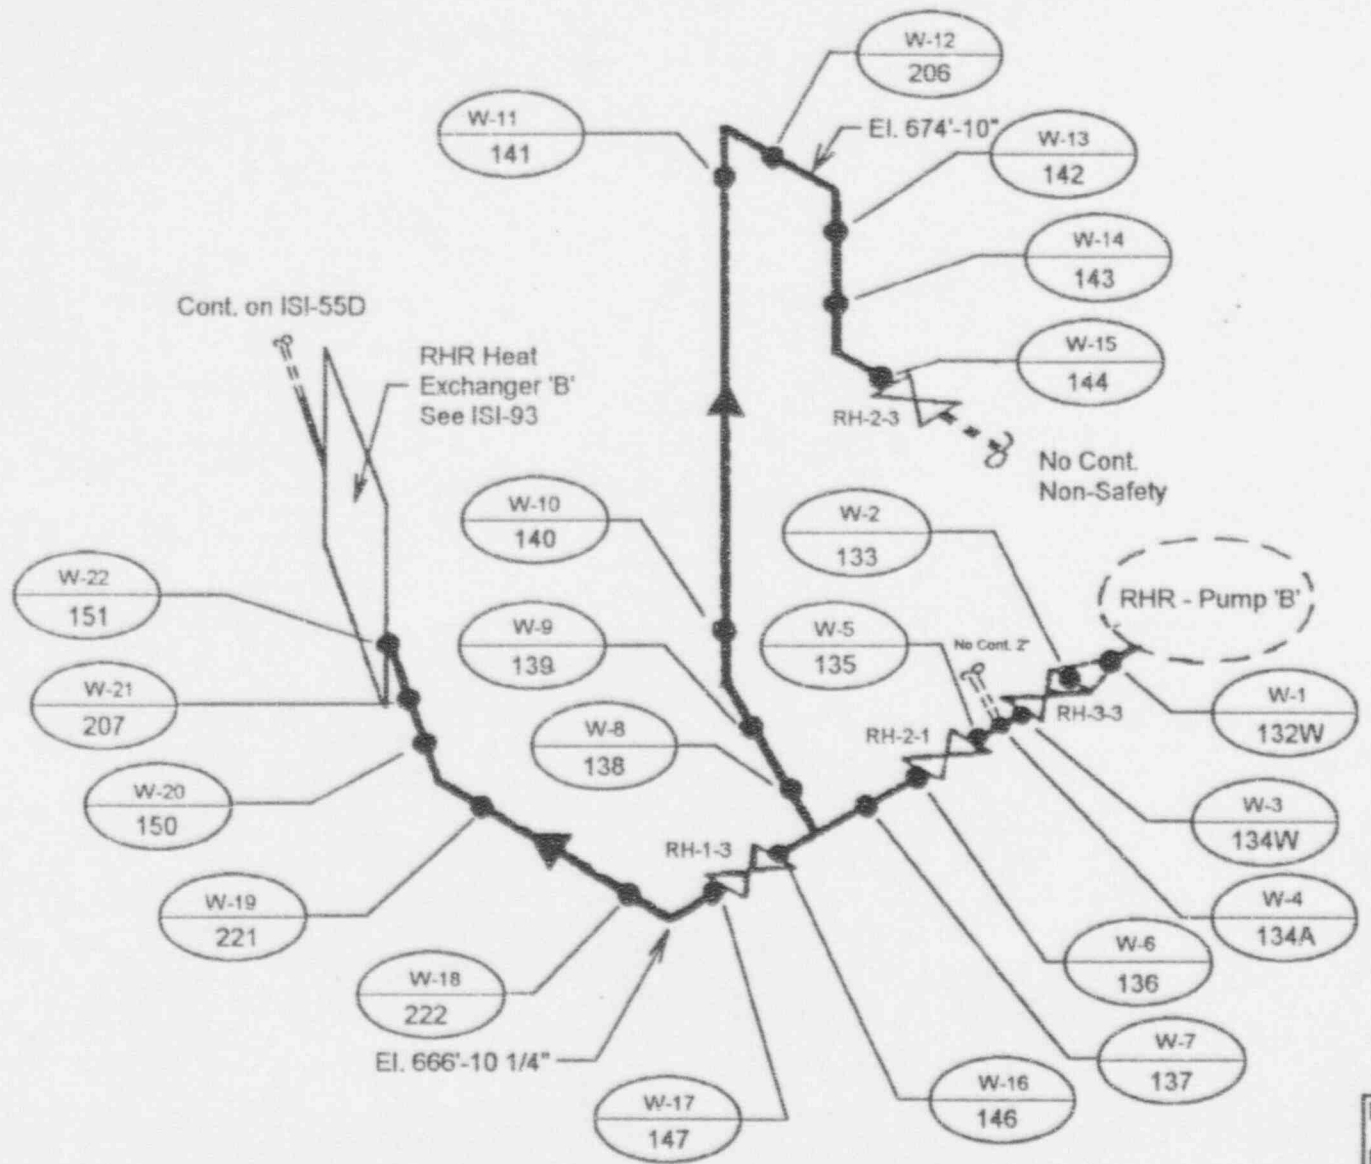 W-12
206
W-11
141
El. 674'-10"
W-13
142
W-14
143
Cont. on ISI-55D
RHR Heat
Exchanger 'B'
See ISI-93
W-15
144
RH-2-3
No Cont.
Non-Safety
W-10
140
W-2
133
W-22
151
RHR - Pump 'B'
W-9
139
W-5
135
No Cont. 2"
W-21
207
W-1
132W
RH-3-3
RH-2-1
W-8
138
W-20
150
W-3
134W
RH-1-3
W-19
221
W-4
134A
W-6
136
W-18
222
El. 666'-10 1/4"
W-7
137
W-16
146
W-17
147